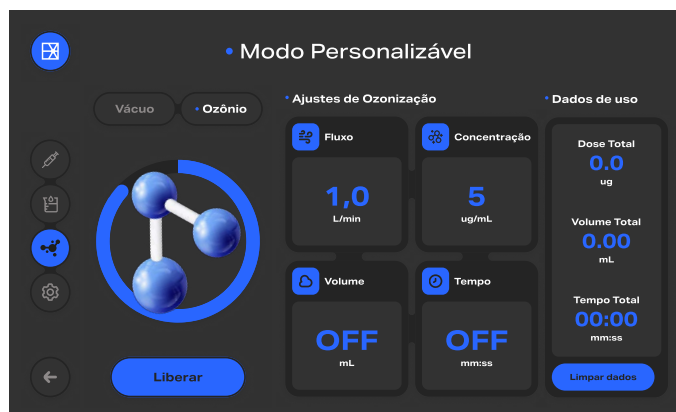 Modo Personalizável
Vácuo
Ozônio
Ajustes de Ozonização
Dados de uso
Fluxo
1,0
L/min
Concentração
5
ug/mL
Volume
OFF
mL
Tempo
OFF
mm:ss
Dose Total
0.0
ug
Volume Total
0.00
mL
Tempo Total
00:00
mm:ss
Liberar
Limpar dados